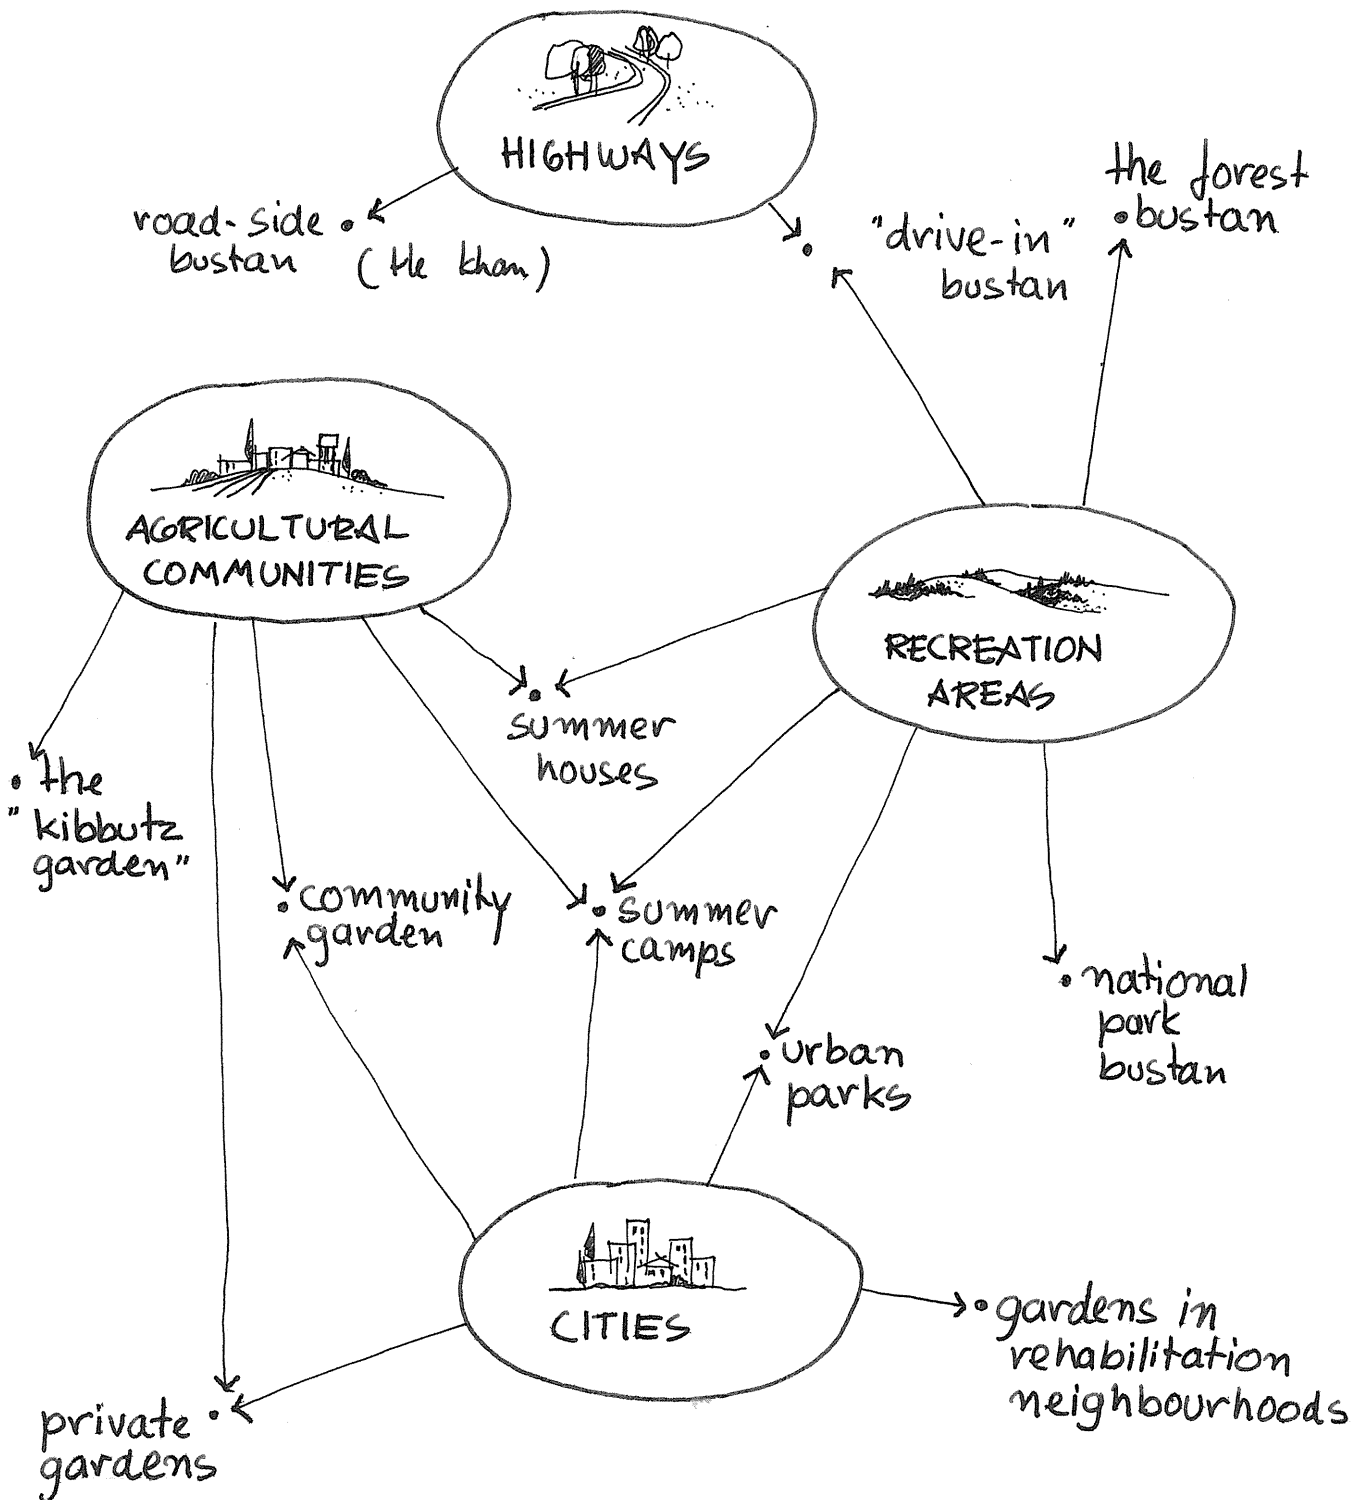 HIGHWAYS
the forest
bustan
road-side
bustan
(the khan)
"drive-in"
bustan
AGRICULTURAL
COMMUNITIES
RECREATION
AREAS
summer
houses
the
"kibbutz
garden"
community
garden
summer
camps
national
park
bustan
urban
parks
CITIES
gardens in
rehabilitation
neighbourhoods
private
gardens